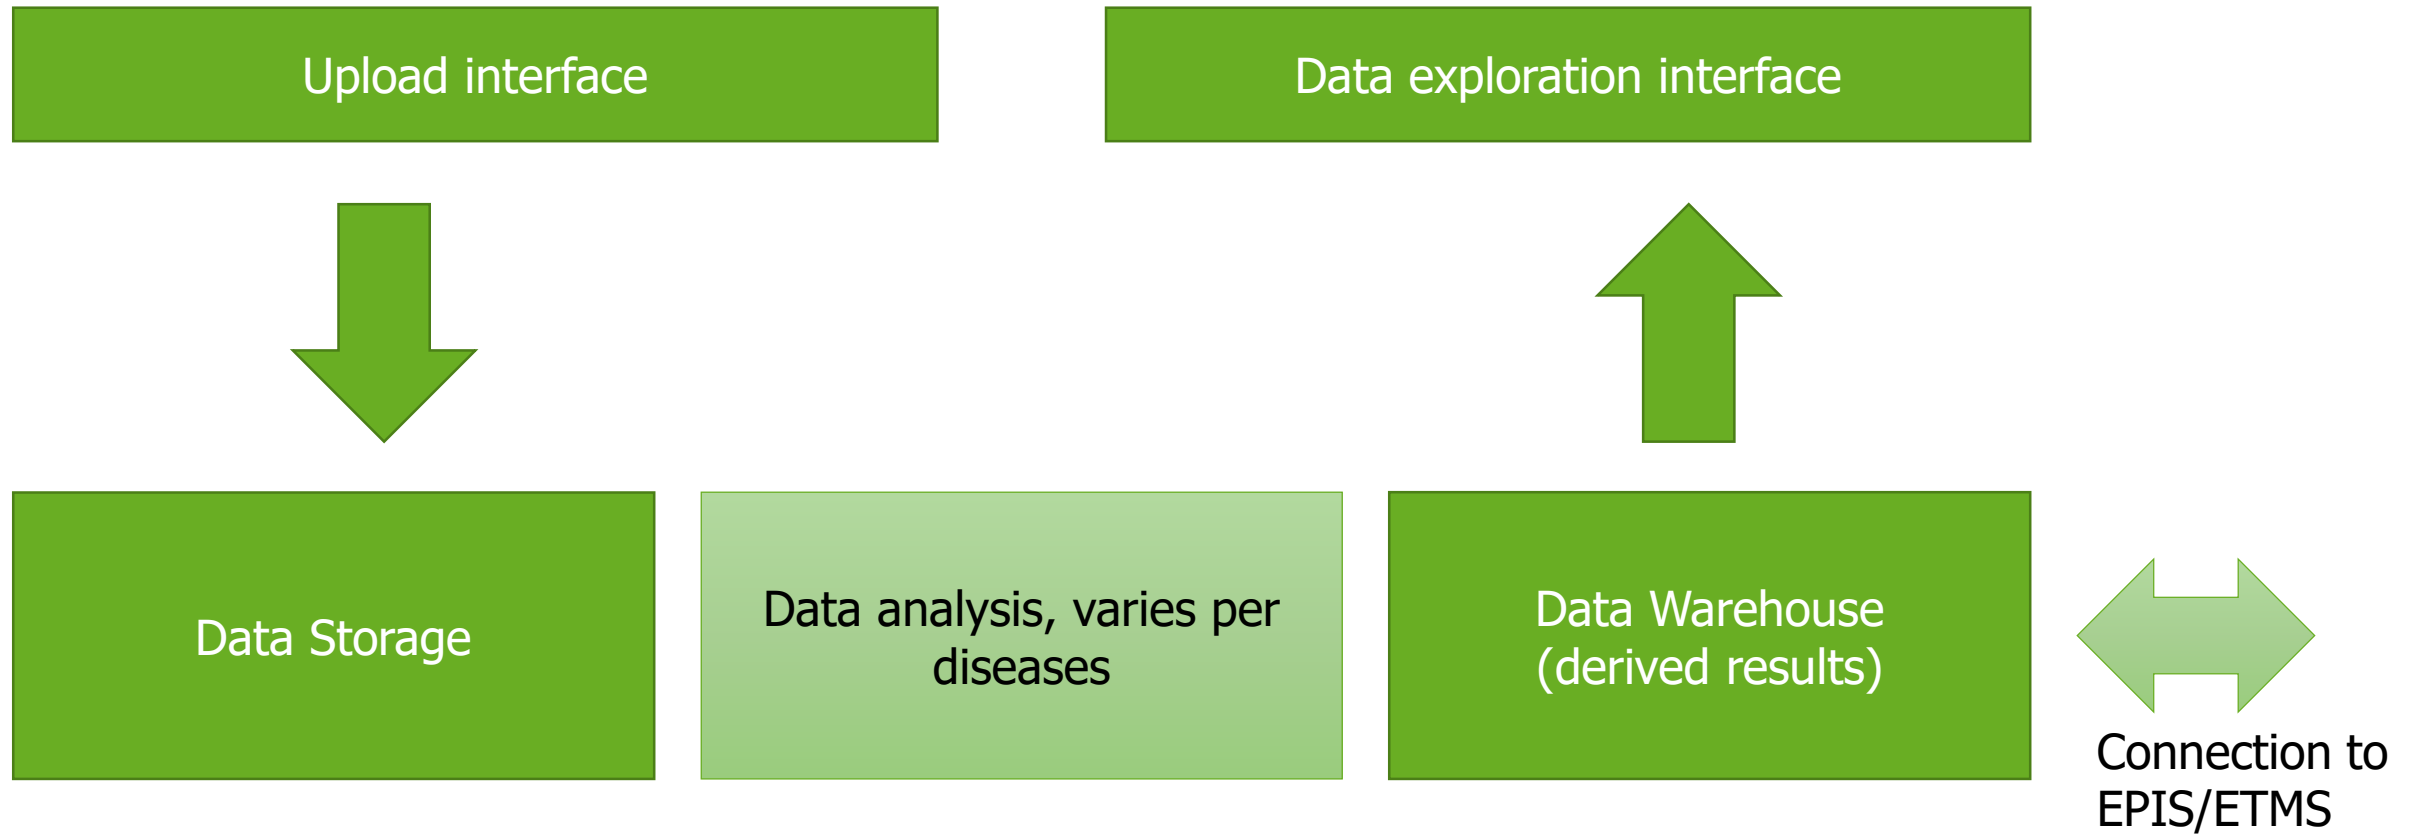 Upload interface
Data exploration interface
Data Storage
Data analysis, varies per
diseases
Data Warehouse
(derived results)
Connection to
EPIS/ETMS